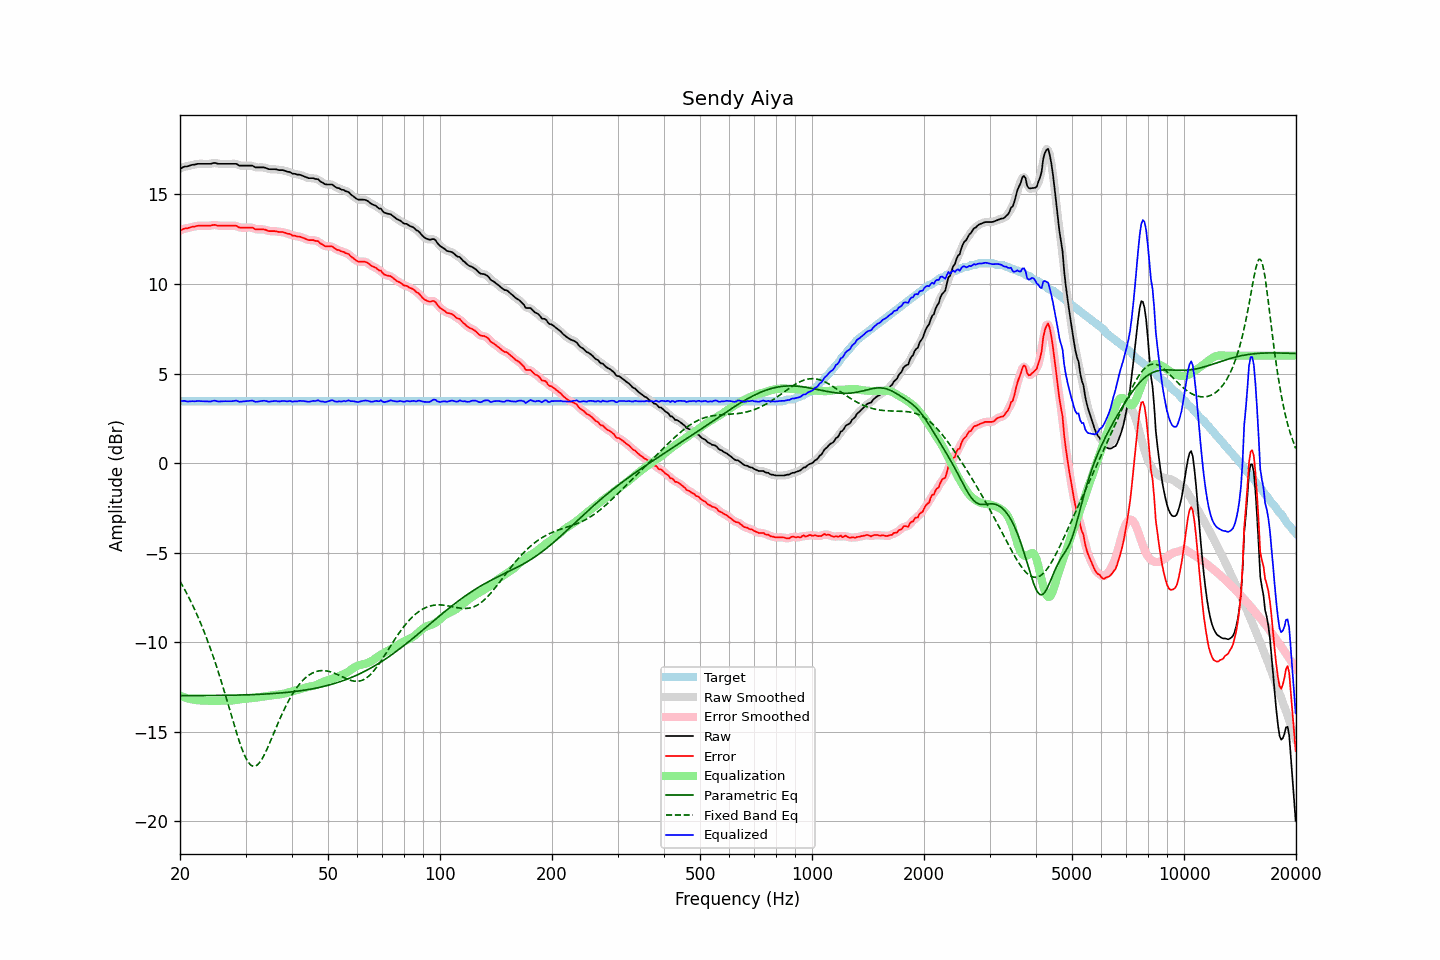 Sendy Aiya
Amplitude (dBr)
15
10
5
0
−5
−10
−15
−20
Target
Raw Smoothed
Error Smoothed
Raw
Error
Equalization
Parametric Eq
Fixed Band Eq
Equalized
20 50 100 200 500 1000 2000 5000 10000 20000
Frequency (Hz)